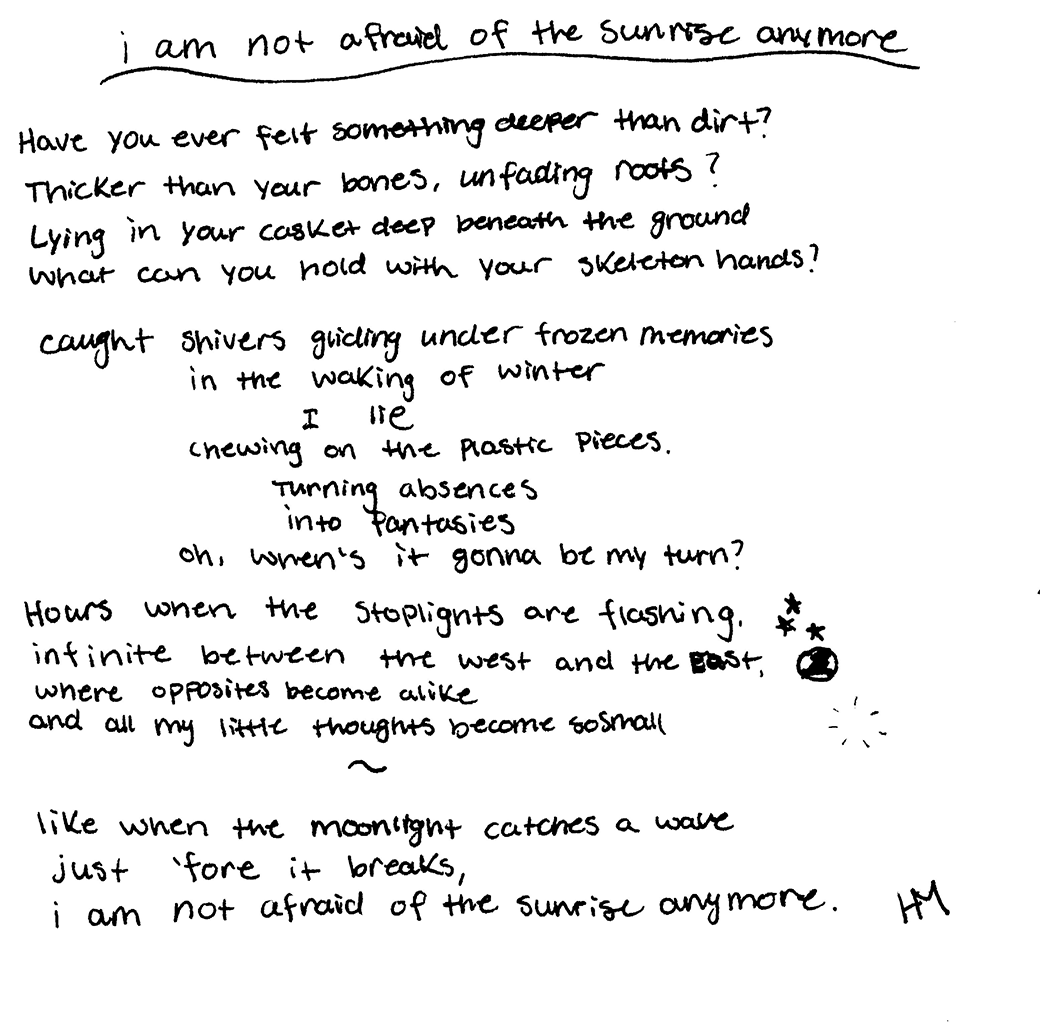 i am not afraid of the sunrise anymore
Have you ever felt something deeper than dirt?
Thicker than your bones, unfading roots?
Lying in your casket deep beneath the ground
What can you hold with your skeleton hands?
caught shivers gliding under frozen memories
in the waking of winter
I lie
chewing on the plastic pieces.
Turning absences
into fantasies
oh, when's it gonna be my turn?
Hours when the stoplights are flashing.
infinite between the west and the East,
where opposites become alike
and all my little thoughts become so small
~
like when the moonlight catches a wave
just 'fore it breaks,
i am not afraid of the sunrise anymore.
HM